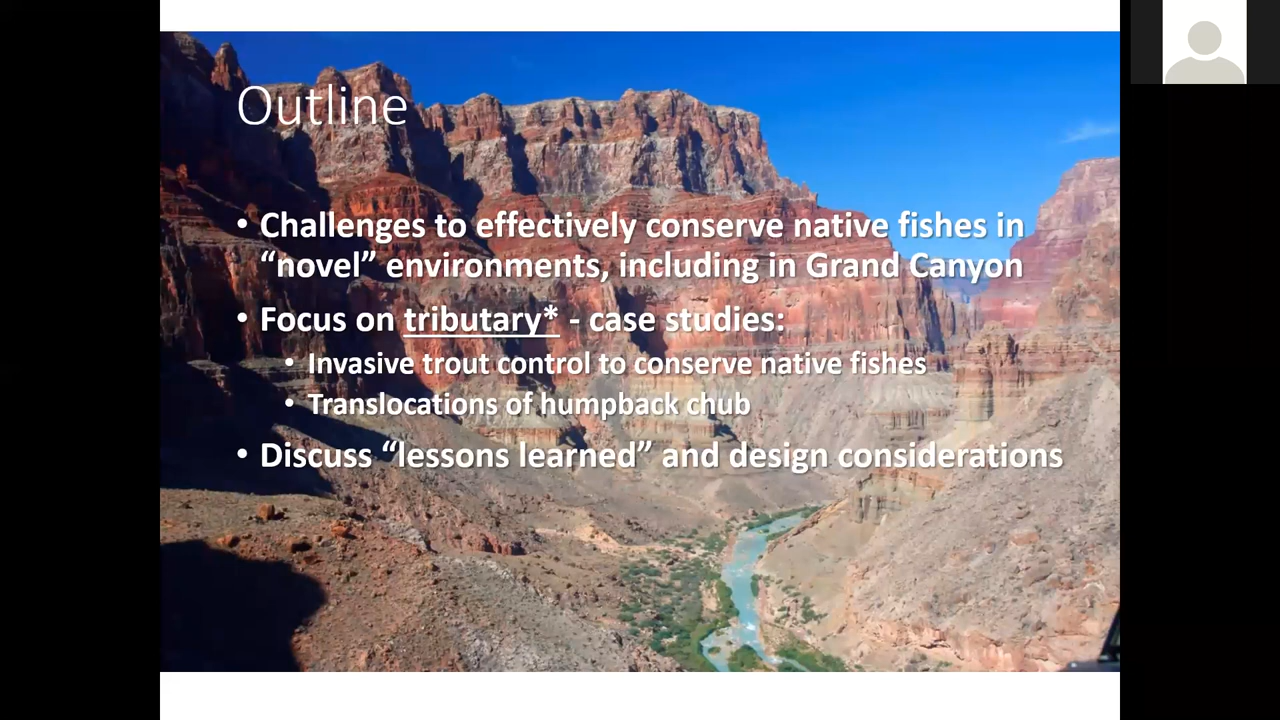 Outline
• Challenges to effectively conserve native fishes in
“novel” environments, including in Grand Canyon
• Focus on tributary* - case studies:
• Invasive trout control to conserve native fishes
• Translocations of humpback chub
• Discuss “lessons learned” and design considerations